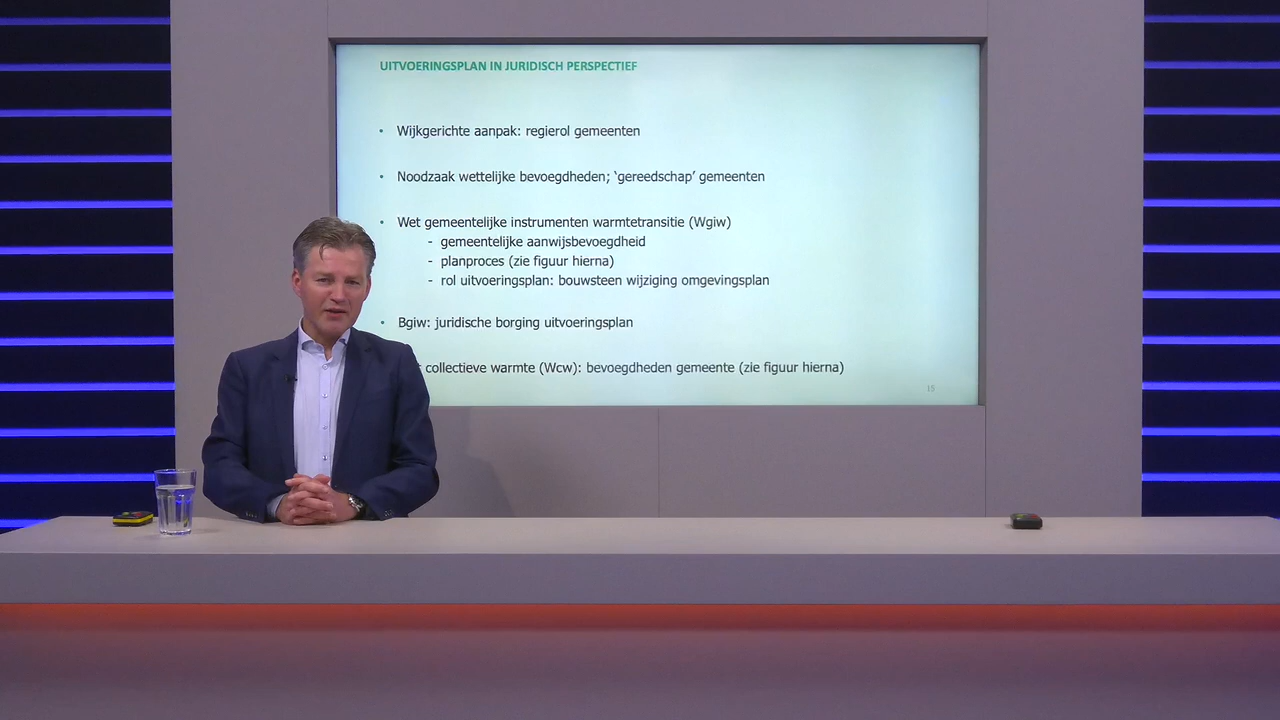 UITVOERINGSPLAN IN JURIDISCH PERSPECTIEF
• Wijkgerichte aanpak: regierol gemeenten
• Noodzaak wettelijke bevoegdheden; ‘gereedschap’ gemeenten
• Wet gemeentelijke instrumenten warmtetransitie (Wgiw)
- gemeentelijke aanwijsbevoegdheid
- planproces (zie figuur hierna)
- rol uitvoeringsplan: bouwsteen wijziging omgevingsplan
• Bgiw: juridische borging uitvoeringsplan
collectieve warmte (Wcw): bevoegdheden gemeente (zie figuur hierna)
15